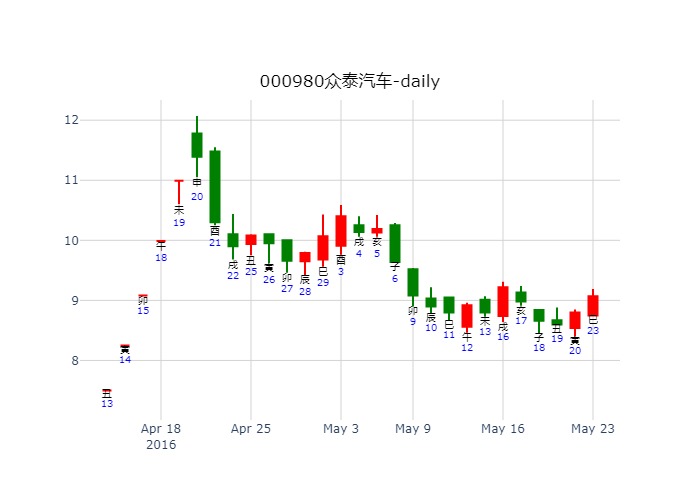 000980众泰汽车-daily
12
11
10
9
8
丑
13
寅
14
卯
15
午
18
未
19
申
20
酉
21
戌
22
丑
25
寅
26
卯
27
辰
28
巳
29
酉
3
戌
4
亥
5
子
6
卯
9
辰
10
巳
11
午
12
未
13
戌
16
亥
17
子
18
丑
19
寅
20
巳
23
Apr 18
2016
Apr 25
May 3
May 9
May 16
May 23